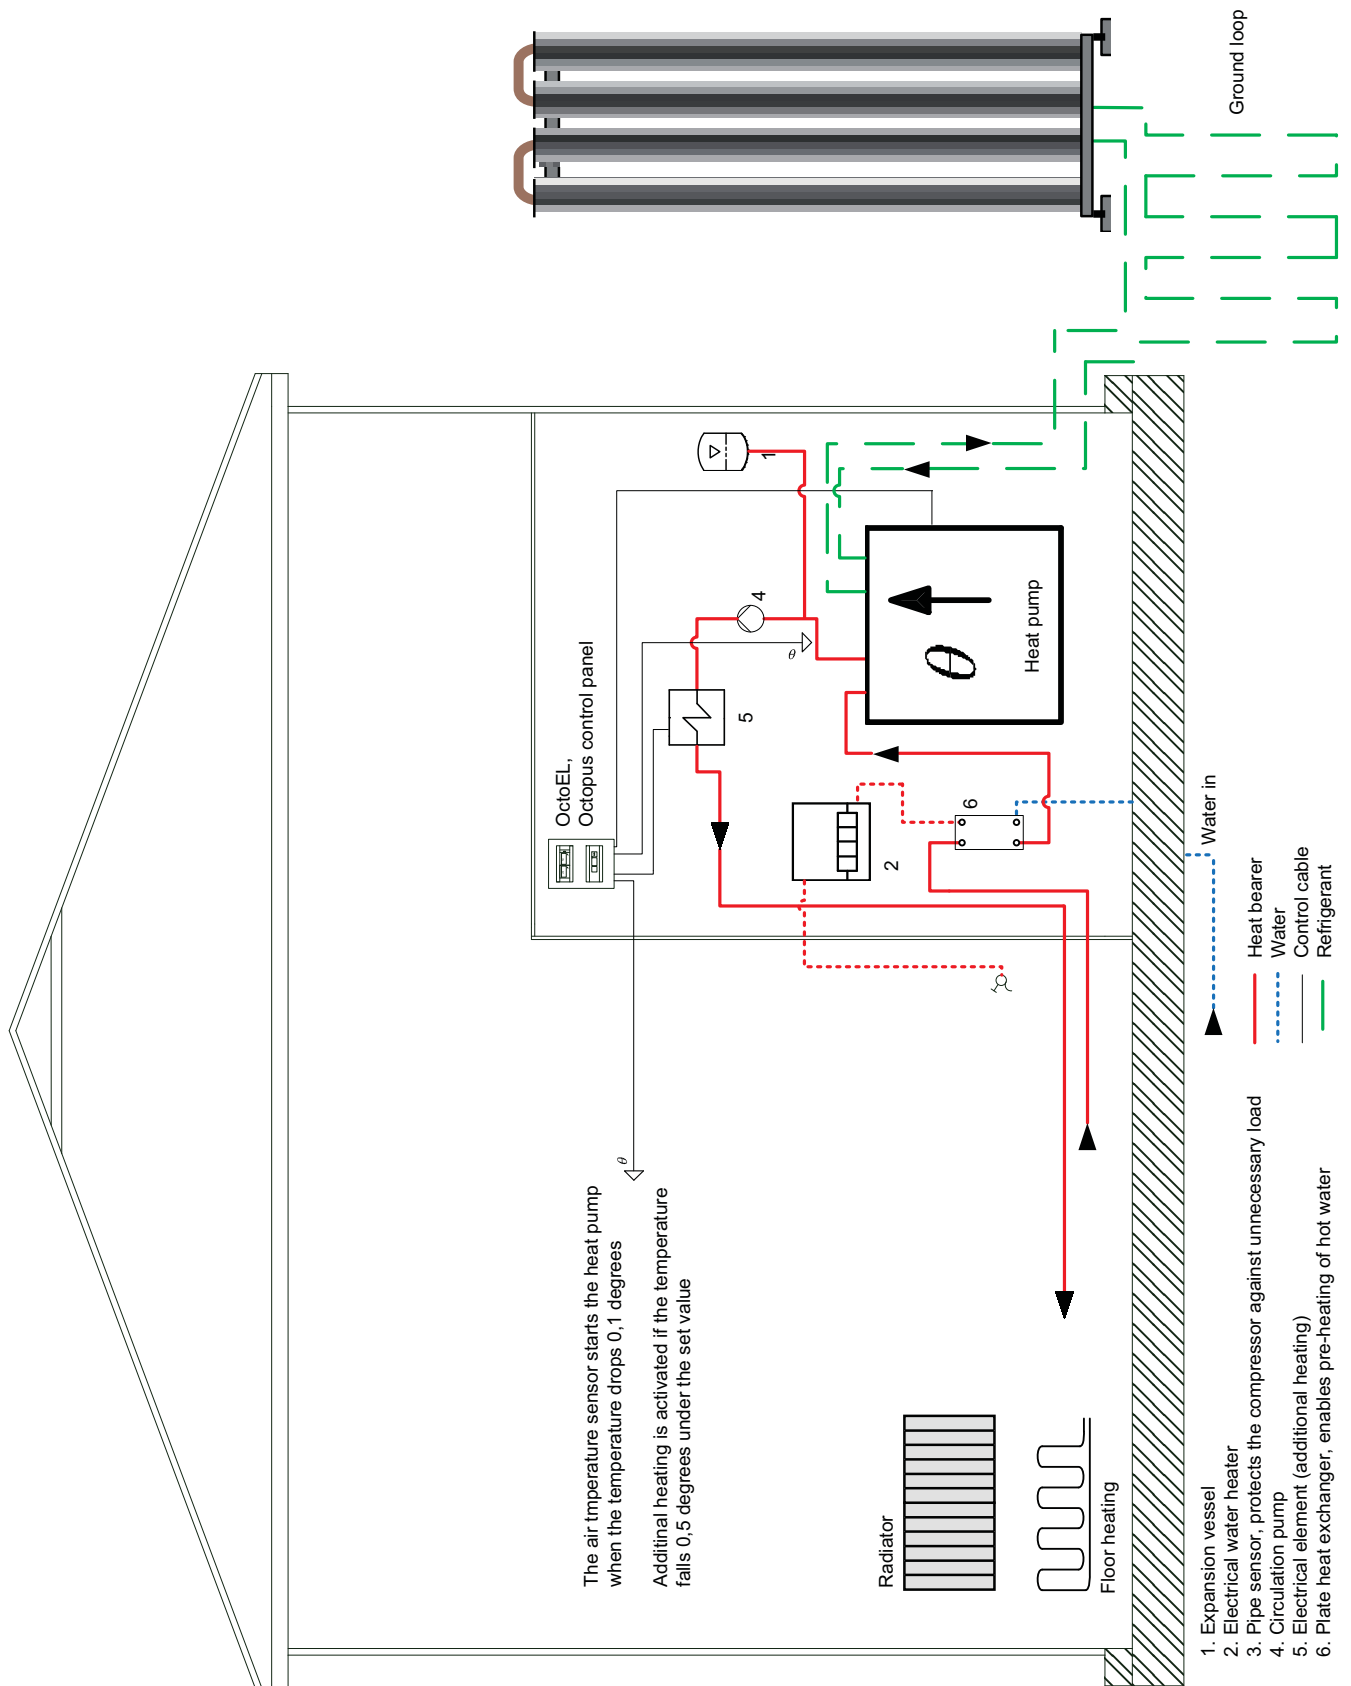 The air tmperature sensor starts the heat pump
when the temperature drops 0,1 degrees
Additinal heating is activated if the temperature
falls 0,5 degrees under the set value
OctoEL,
Octopus control panel
θ
θ
1
4
5
2
6
Heat pump
Radiator
Floor heating
Ground loop
Water in
1. Expansion vessel
2. Electrical water heater
3. Pipe sensor, protects the compressor against unnecessary load
4. Circulation pump
5. Electrical element (additional heating)
6. Plate heat exchanger, enables pre-heating of hot water
Heat bearer
Water
Control cable
Refrigerant